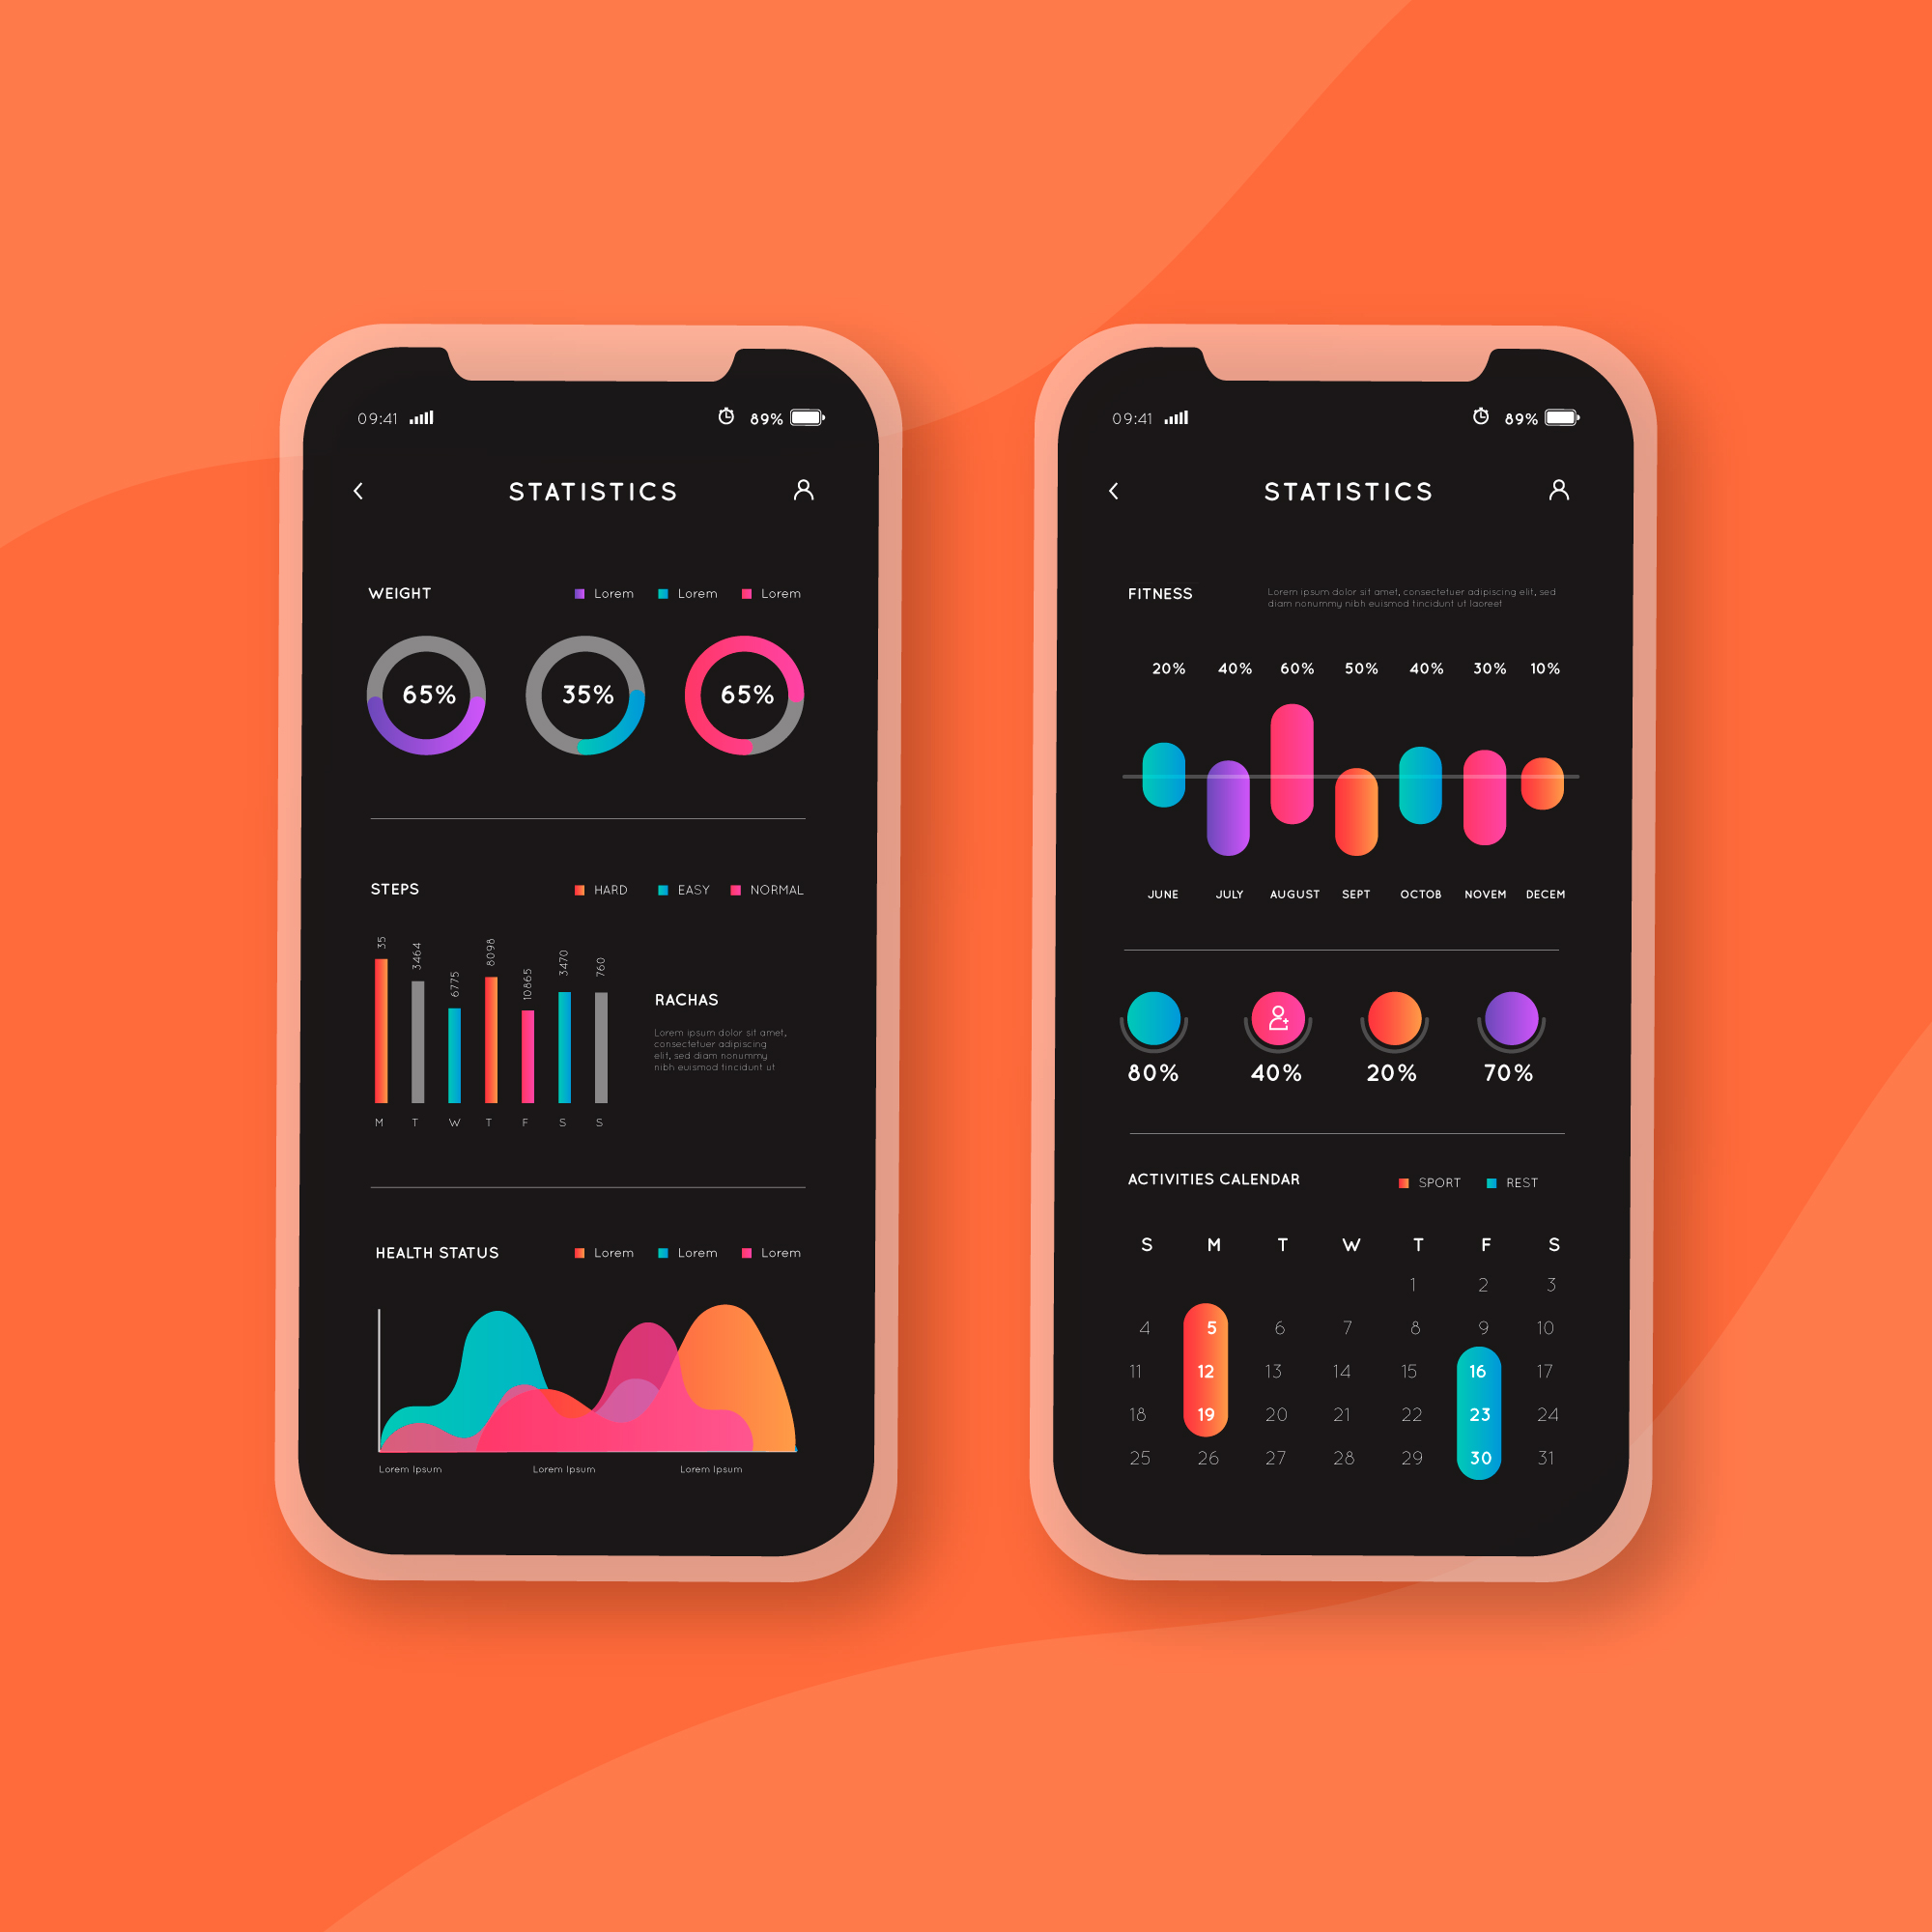 09:41 89%
STATISTICS
WEIGHT Lorem Lorem Lorem
65% 35% 65%
STEPS HARD EASY NORMAL
35 3464 6775 8098 10865 3470 760
M T W T F S S
RACHAS
Lorem ipsum dolor sit amet,
consectetuer adipiscing
elit, sed diam nonummy
nibh euismod tincidunt ut
HEALTH STATUS Lorem Lorem Lorem
Lorem Ipsum Lorem Ipsum Lorem Ipsum
09:41 89%
STATISTICS
FITNESS
Lorem ipsum dolor sit amet, consectetuer adipiscing elit, sed
diam nonummy nibh euismod tincidunt ut laoreet
20% 40% 60% 50% 40% 30% 10%
JUNE JULY AUGUST SEPT OCTOB NOVEM DECEM
80% 40% 20% 70%
ACTIVITIES CALENDAR SPORT REST
S M T W T F S
1 2 3
4 5 6 7 8 9 10
11 12 13 14 15 16 17
18 19 20 21 22 23 24
25 26 27 28 29 30 31